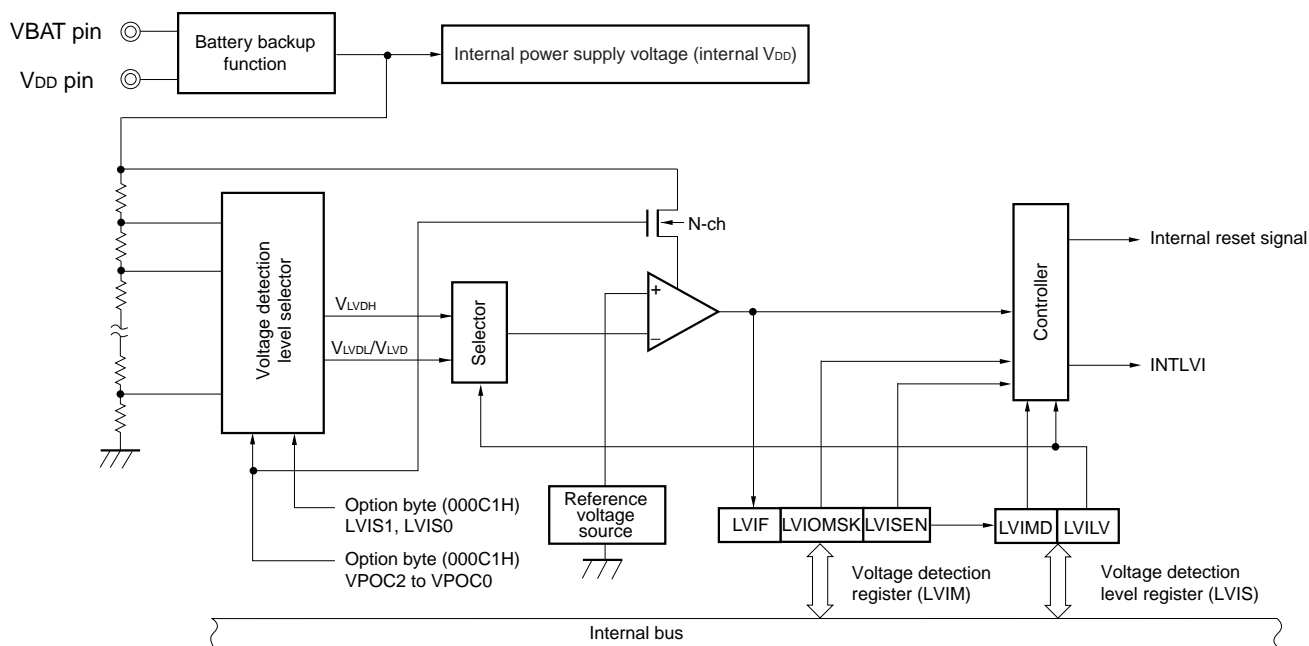 VBAT pin
VDD pin
Battery backup
function
Internal power supply voltage (internal VDD)
N-ch
Voltage detection
level selector
VLVDH
VLVDL/VLVD
Selector
+
−
Controller
Internal reset signal
INTLVI
Option byte (000C1H)
LVIS1, LVIS0
Option byte (000C1H)
VPOC2 to VPOC0
Reference
voltage
source
LVIF
LVIOMSK
LVISEN
LVIMD
LVILV
Voltage detection
register (LVIM)
Voltage detection
level register (LVIS)
Internal bus